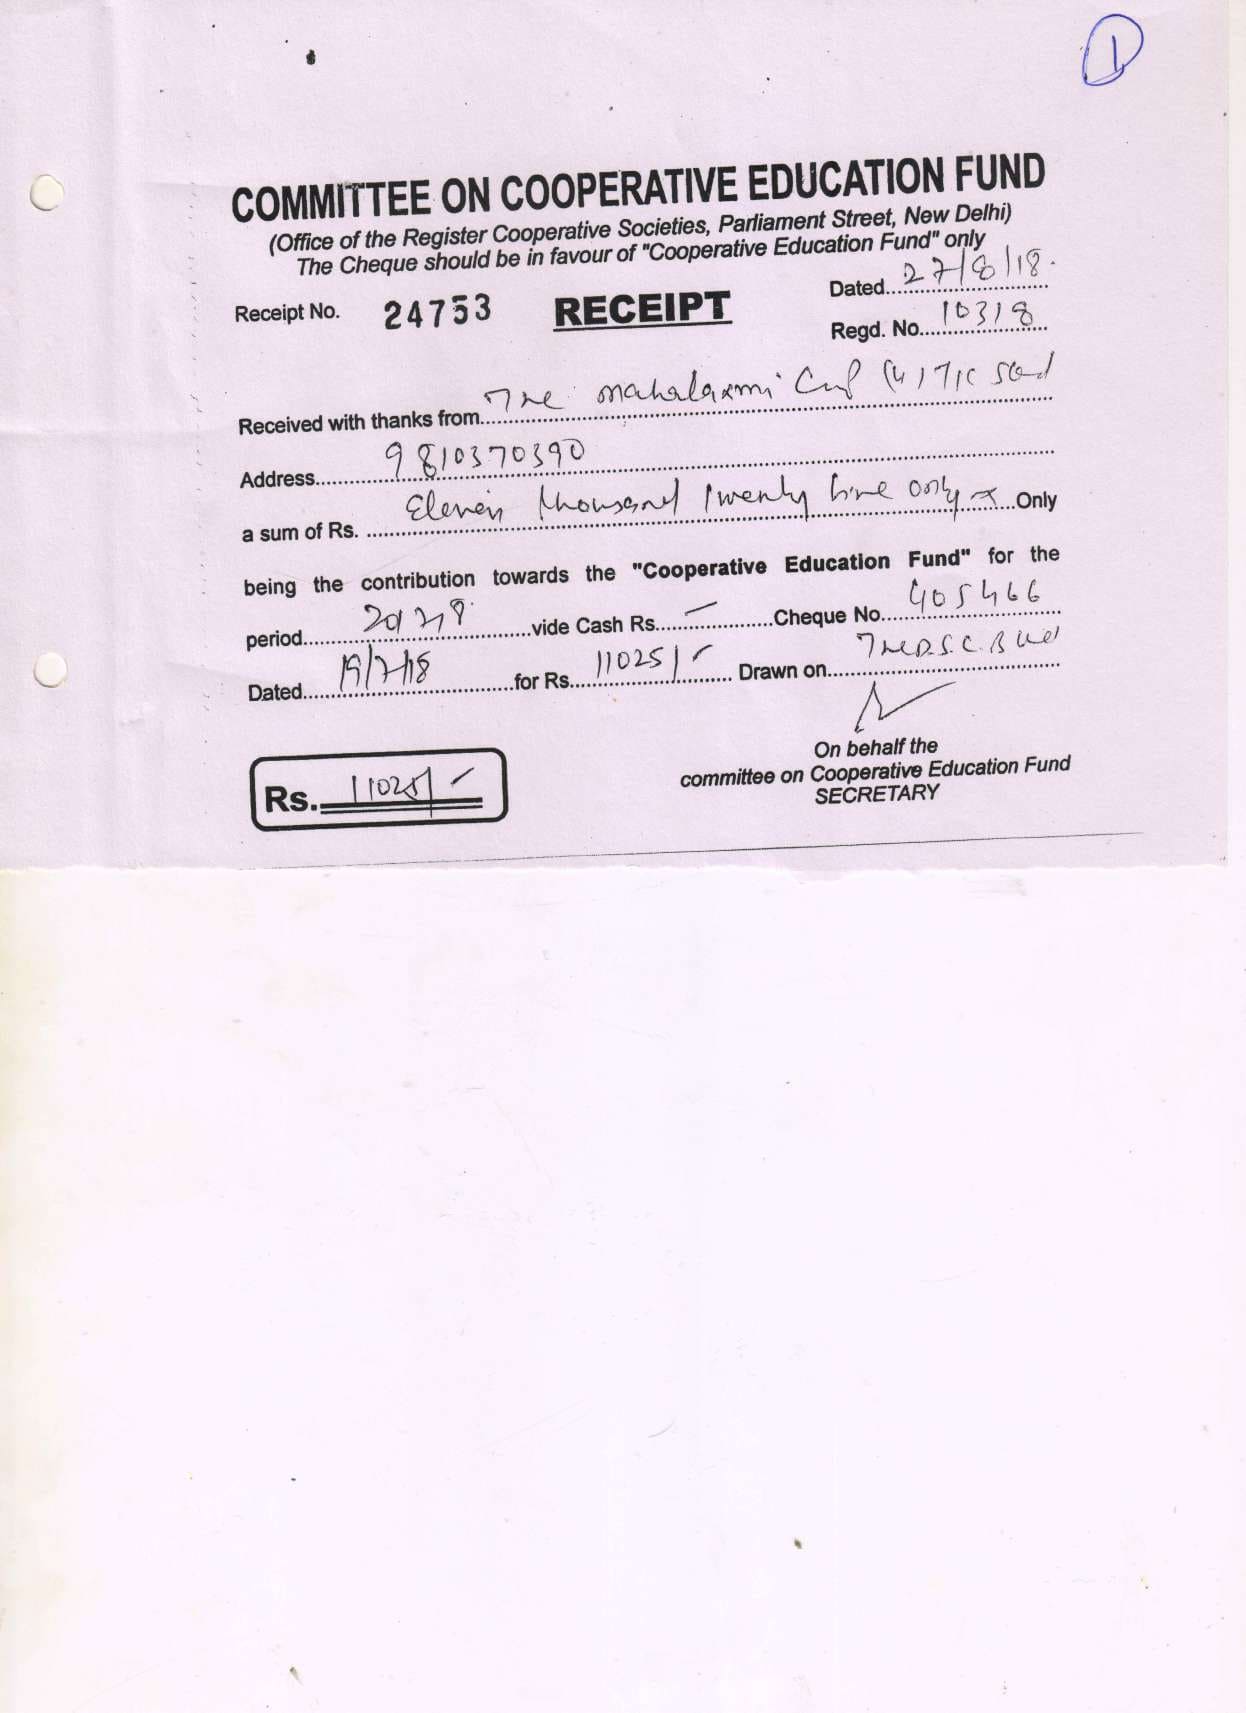 1
COMMITTEE ON COOPERATIVE EDUCATION FUND
(Office of the Register Cooperative Societies, Parliament Street, New Delhi)
The Cheque should be in favour of "Cooperative Education Fund" only
Dated 27/8/18.
Receipt No. 24753 RECEIPT
Regd. No. 10318
Received with thanks from The mahalaxmi Cup (U) T/C Sod
Address 9810370390
a sum of Rs. Eleven thousand twenty five only Only
being the contribution towards the "Cooperative Education Fund" for the
period 2017-18 vide Cash Rs. — Cheque No. 405466
Dated 19/7/18 for Rs. 11025/- Drawn on The D.S.C.B Ltd
On behalf the
committee on Cooperative Education Fund
SECRETARY
Rs. 11025/-